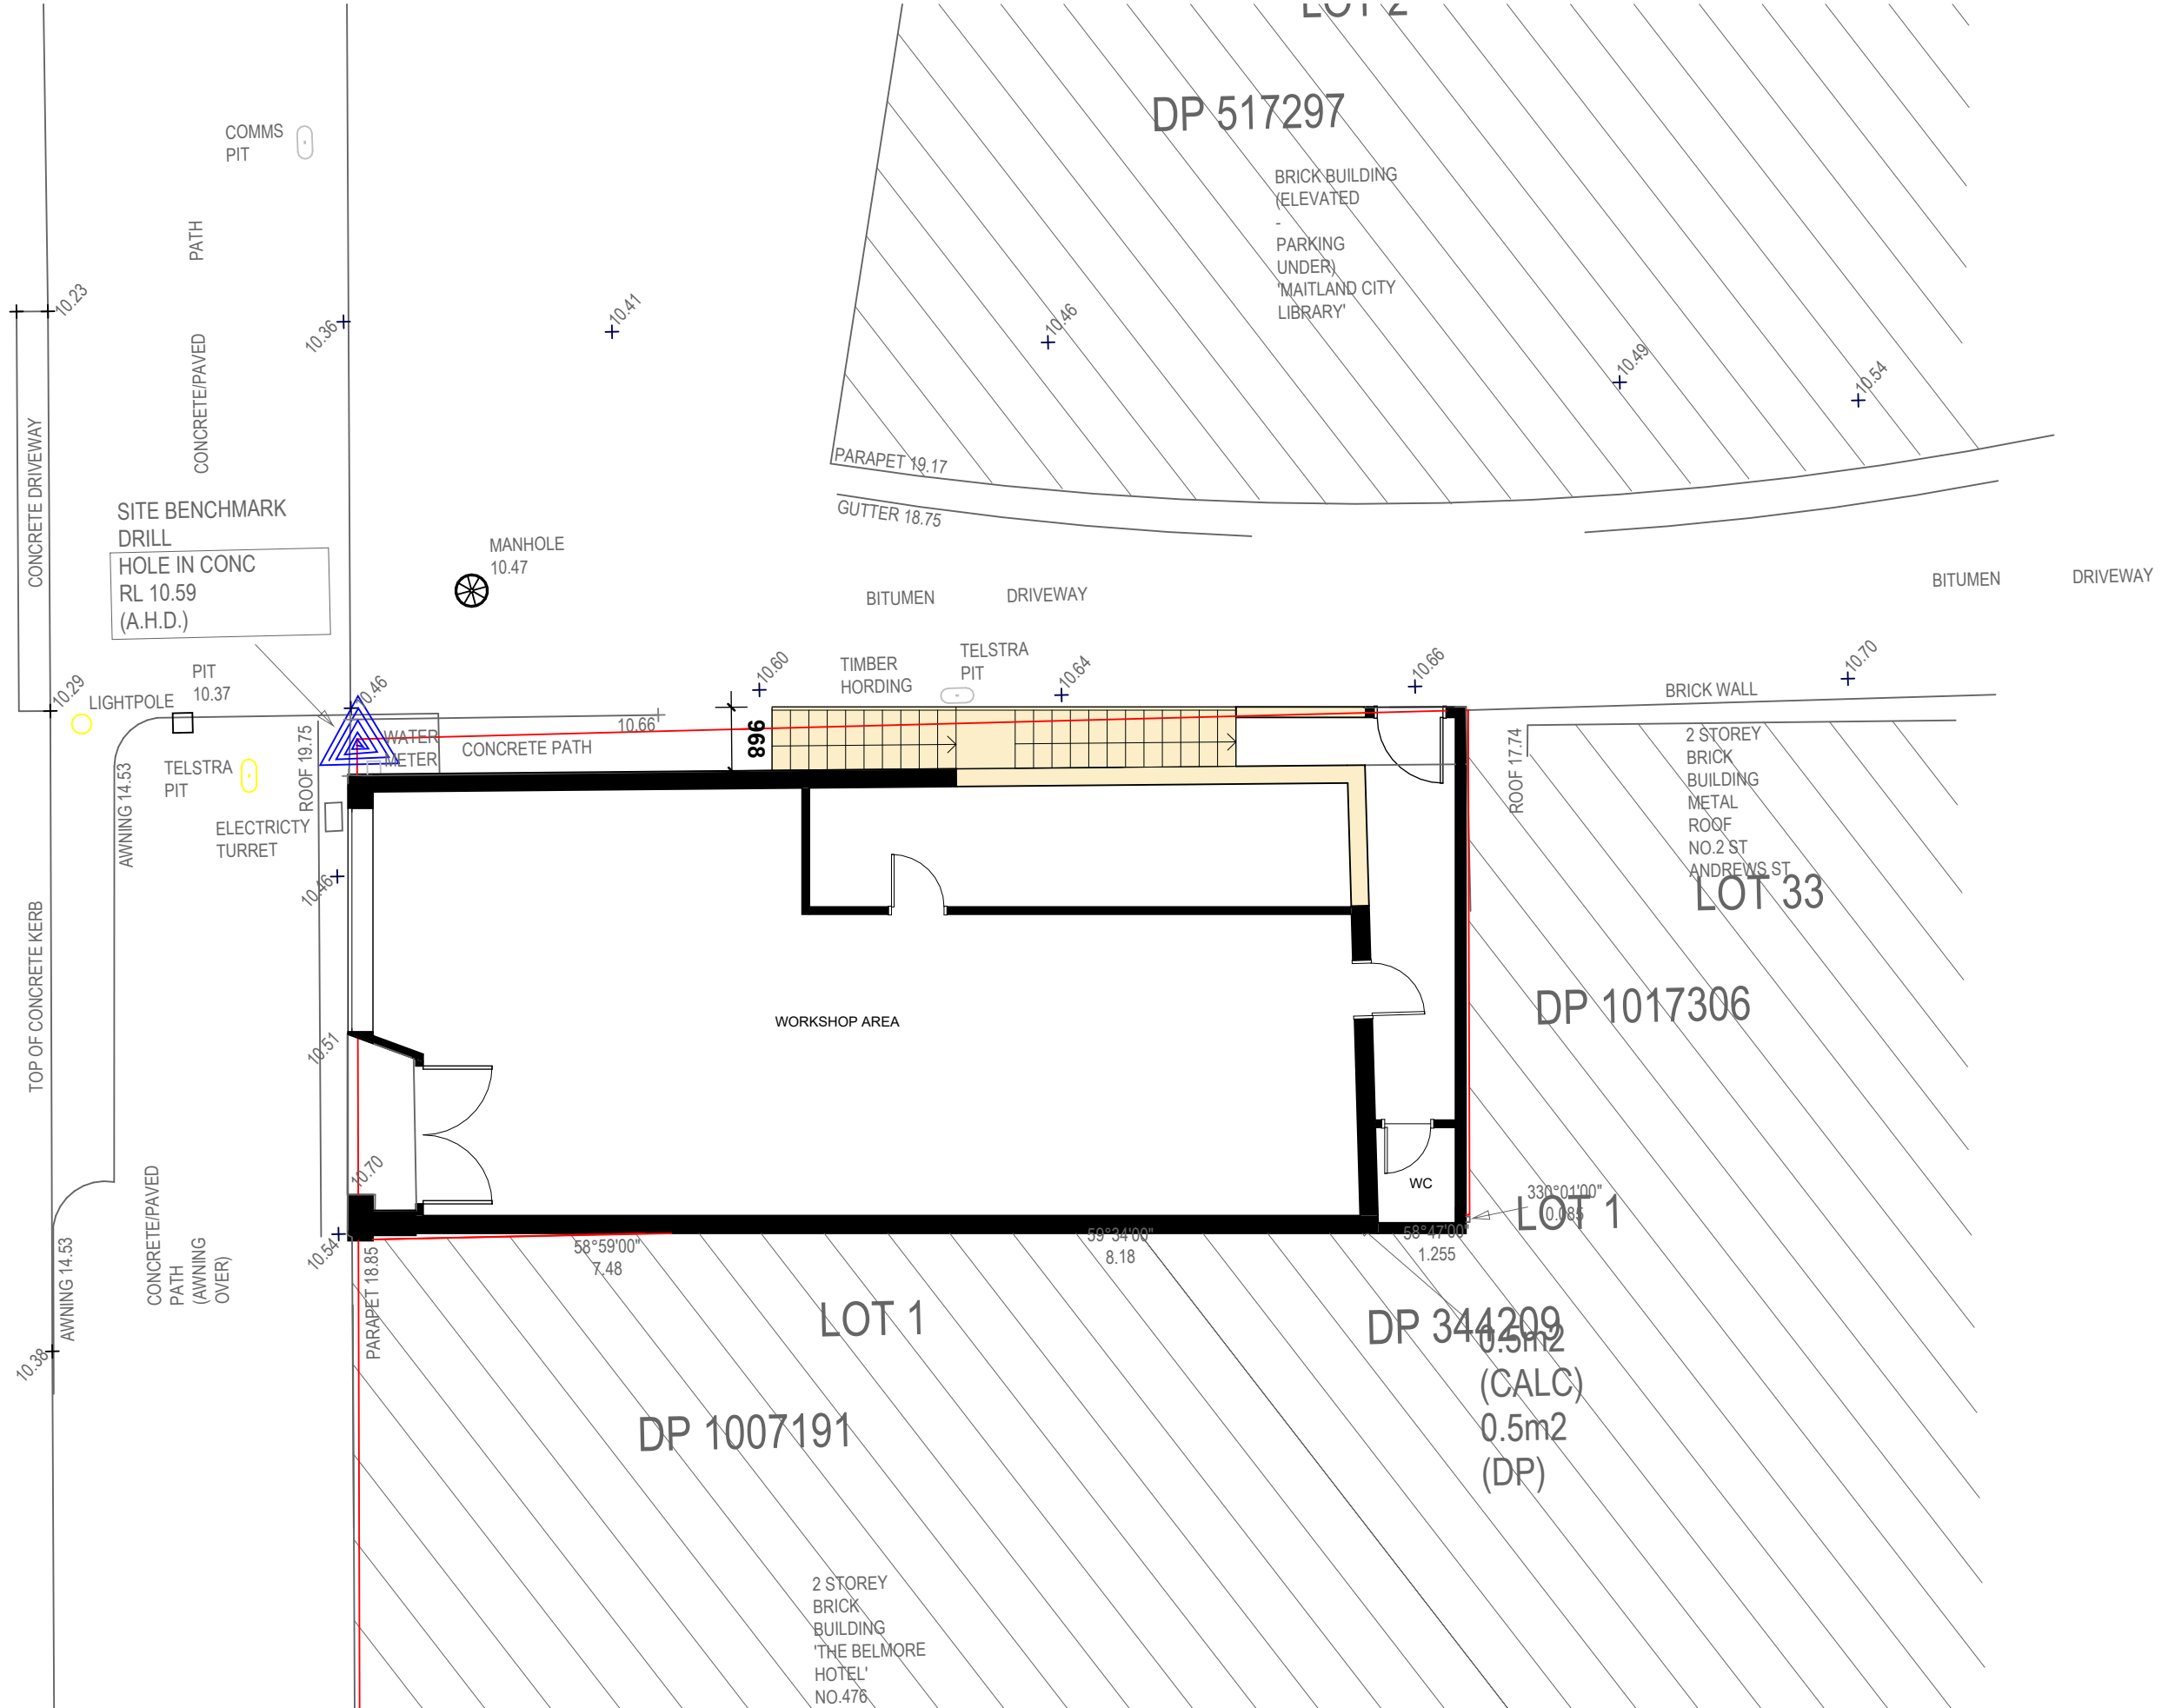 LOT 2
DP 517297
COMMS
PIT
BRICK BUILDING
(ELEVATED
-
PARKING
UNDER)
'MAITLAND CITY
LIBRARY'
PATH
CONCRETE/PAVED
CONCRETE DRIVEWAY
10.23
10.36
10.41
10.46
10.49
10.54
PARAPET 19.17
GUTTER 18.75
SITE BENCHMARK
DRILL
HOLE IN CONC
RL 10.59
(A.H.D.)
MANHOLE
10.47
BITUMEN
DRIVEWAY
BITUMEN
DRIVEWAY
PIT
10.37
LIGHTPOLE
10.29
10.46
10.60
TIMBER
HORDING
TELSTRA
PIT
10.64
10.66
10.70
BRICK WALL
10.66
WATER
METER
CONCRETE PATH
896
ROOF 19.75
TELSTRA
PIT
AWNING 14.53
ELECTRICTY
TURRET
ROOF 17.74
2 STOREY
BRICK
BUILDING
METAL
ROOF
NO.2 ST
ANDREWS ST
LOT 33
10.46
TOP OF CONCRETE KERB
DP 1017306
WORKSHOP AREA
10.51
10.70
WC
330°01'00"
0.085
LOT 1
CONCRETE/PAVED
PATH
(AWNING
OVER)
AWNING 14.53
10.54
PARAPET 18.85
58°59'00"
7.48
59°34'00"
8.18
58°47'00"
1.255
LOT 1
DP 344209
0.5m2
(CALC)
0.5m2
(DP)
10.38
DP 1007191
2 STOREY
BRICK
BUILDING
'THE BELMORE
HOTEL'
NO.476